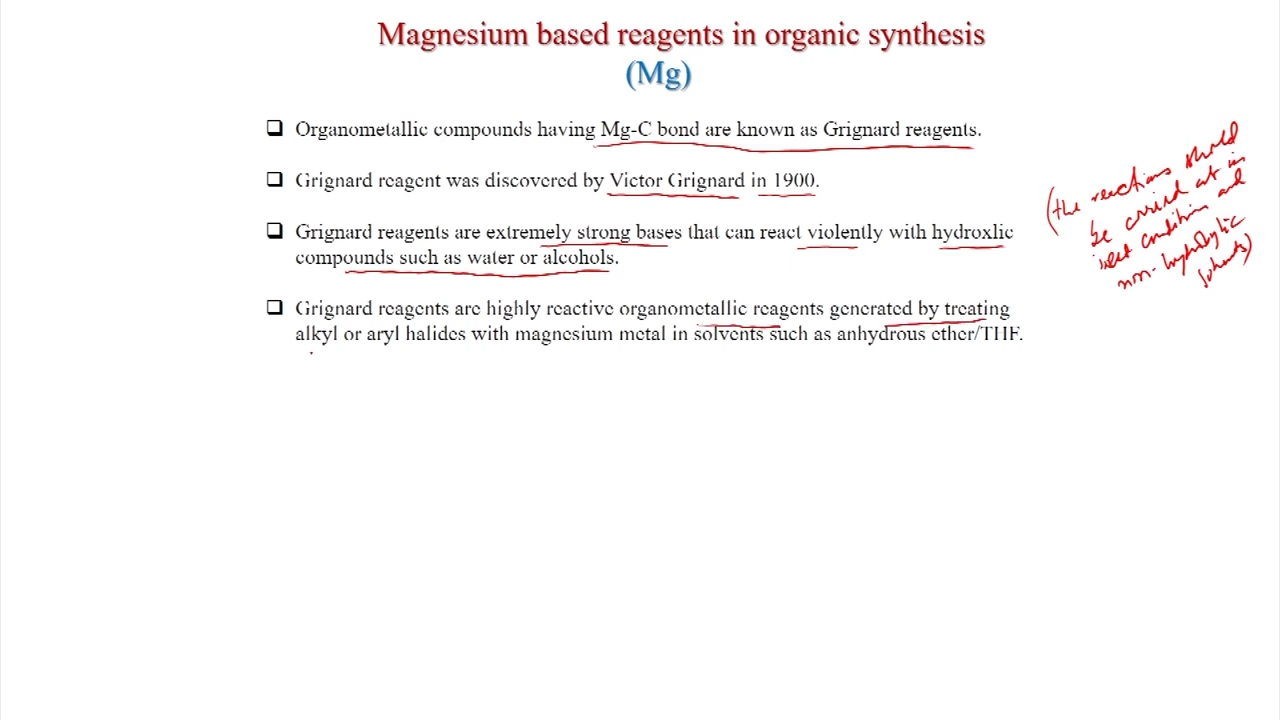 Magnesium based reagents in organic synthesis
(Mg)
❑ Organometallic compounds having Mg-C bond are known as Grignard reagents.
❑ Grignard reagent was discovered by Victor Grignard in 1900.
❑ Grignard reagents are extremely strong bases that can react violently with hydroxlic
compounds such as water or alcohols.
❑ Grignard reagents are highly reactive organometallic reagents generated by treating
alkyl or aryl halides with magnesium metal in solvents such as anhydrous ether/THF.
(the reactions should
be carried out in
inert conditions and
non-hydrolytic
solvents)